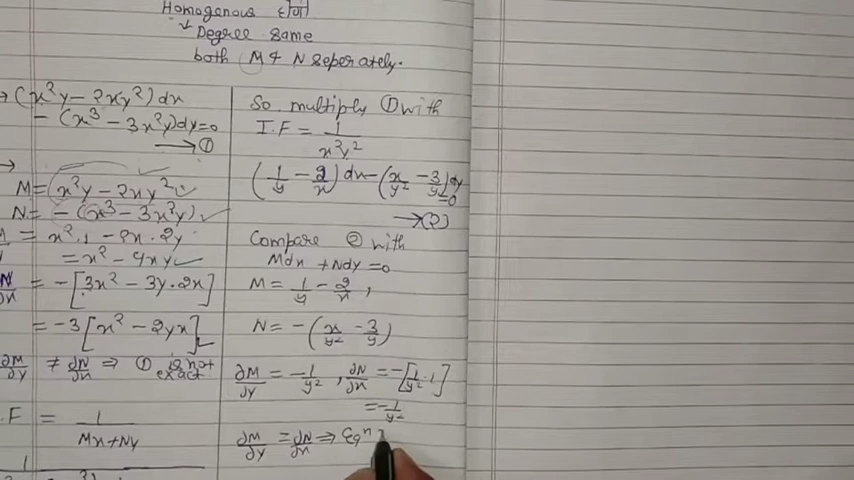 Homogenous होगा
↳ Degree same
both M & N seperately.
→ (x²y - 2xy²) dx
- (x³ - 3x²y)dy=0
→ ①
M = (x²y - 2xy²)
N = -(x³ - 3x²y)
= x²·1 - 2x·2y
= x² - 4xy
∂N/∂x = -[3x² - 3y·2x]
= -3[x² - 2yx]
∂M/∂y ≠ ∂N/∂x ⇒ ① is not exact
.F = 1/(Mx+Ny)
1
So multiply ① with
I.F = 1/(x²y²)
(1/y - 2/x) dx - (x/y² - 3/y) dy =0
→ ②
Compare ② with
Mdx + Ndy =0
M = 1/y - 2/x ,
N = -(x/y² - 3/y)
∂M/∂y = -1/y² , ∂N/∂x = -[1/y²·1]
= -1/y²
∂M/∂y = ∂N/∂x ⇒ Eqⁿ